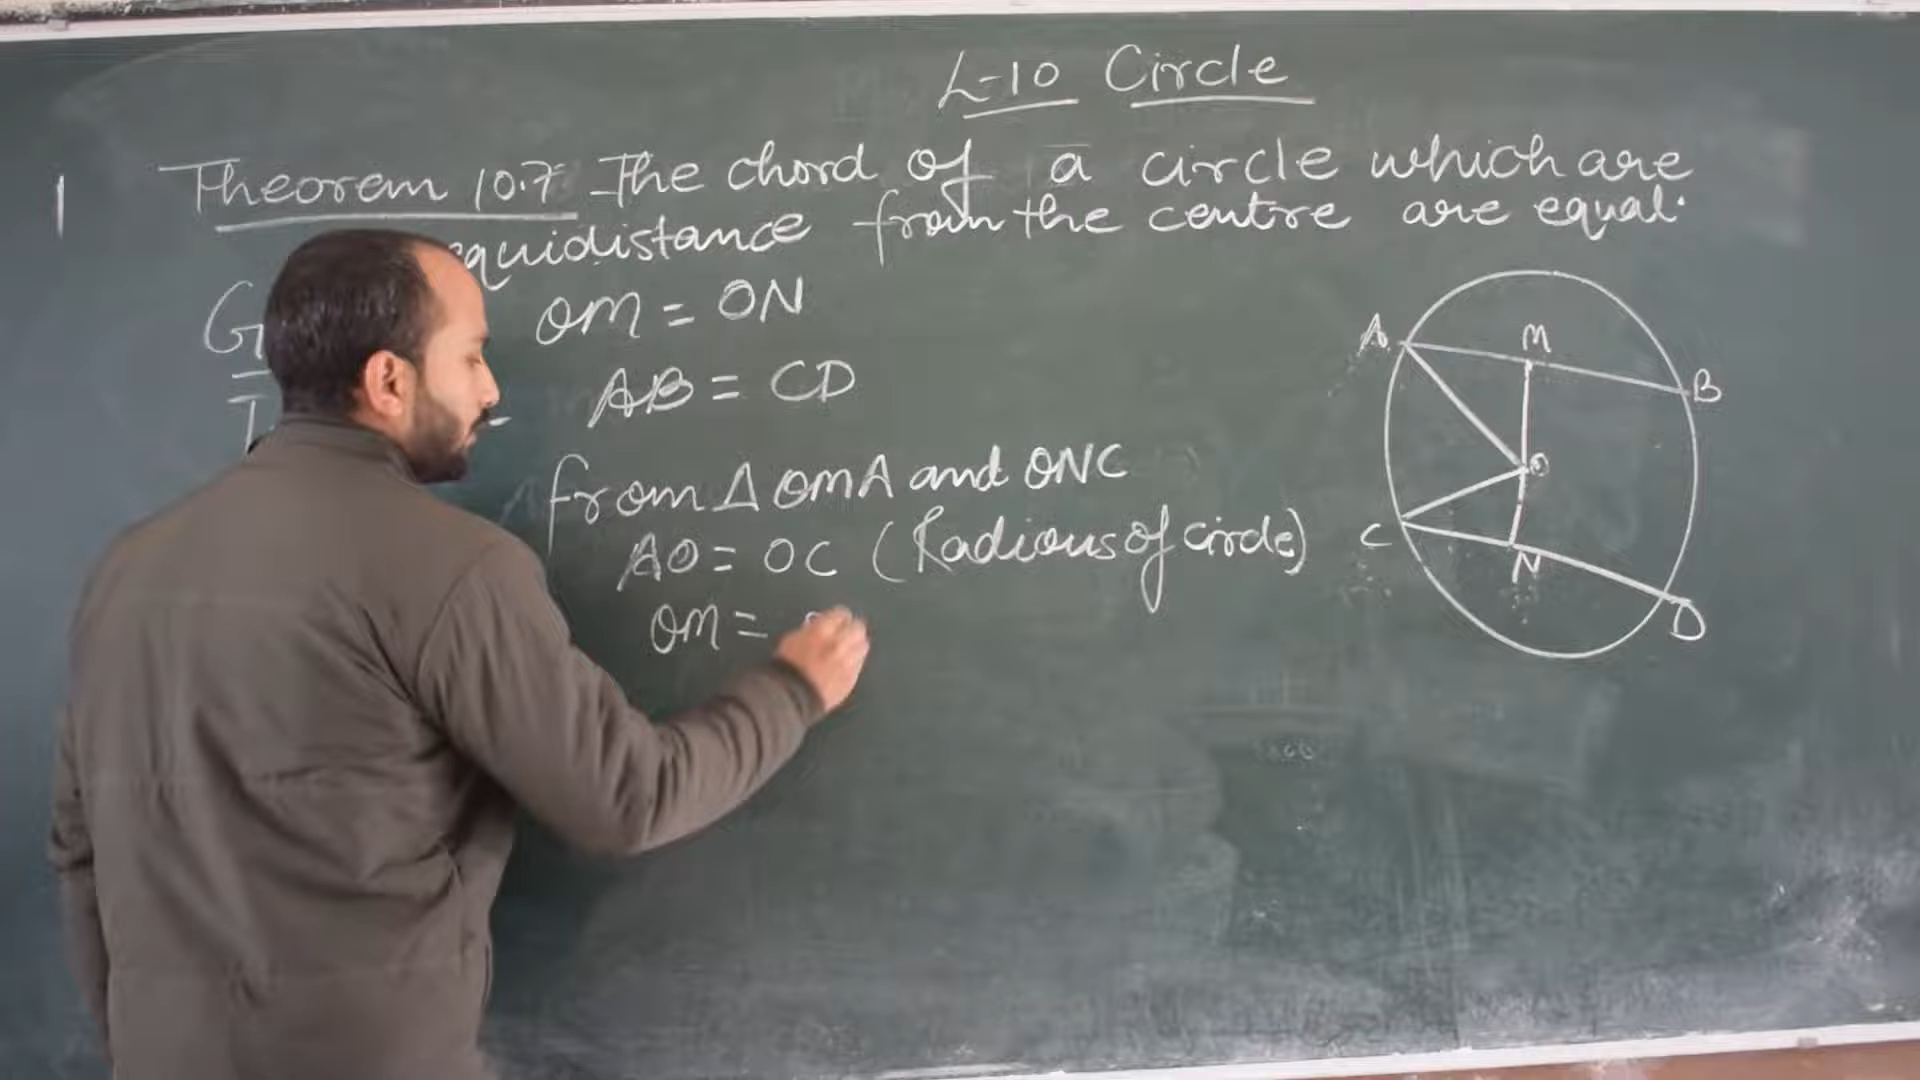 L-10 Circle
1 Theorem 10.7 The chord of a circle which are
equidistance from the centre are equal.
OM = ON
AB = CD
from Δ OMA and ONC
AO = OC (Radious of circle)
OM =
A
M
B
O
C
N
D